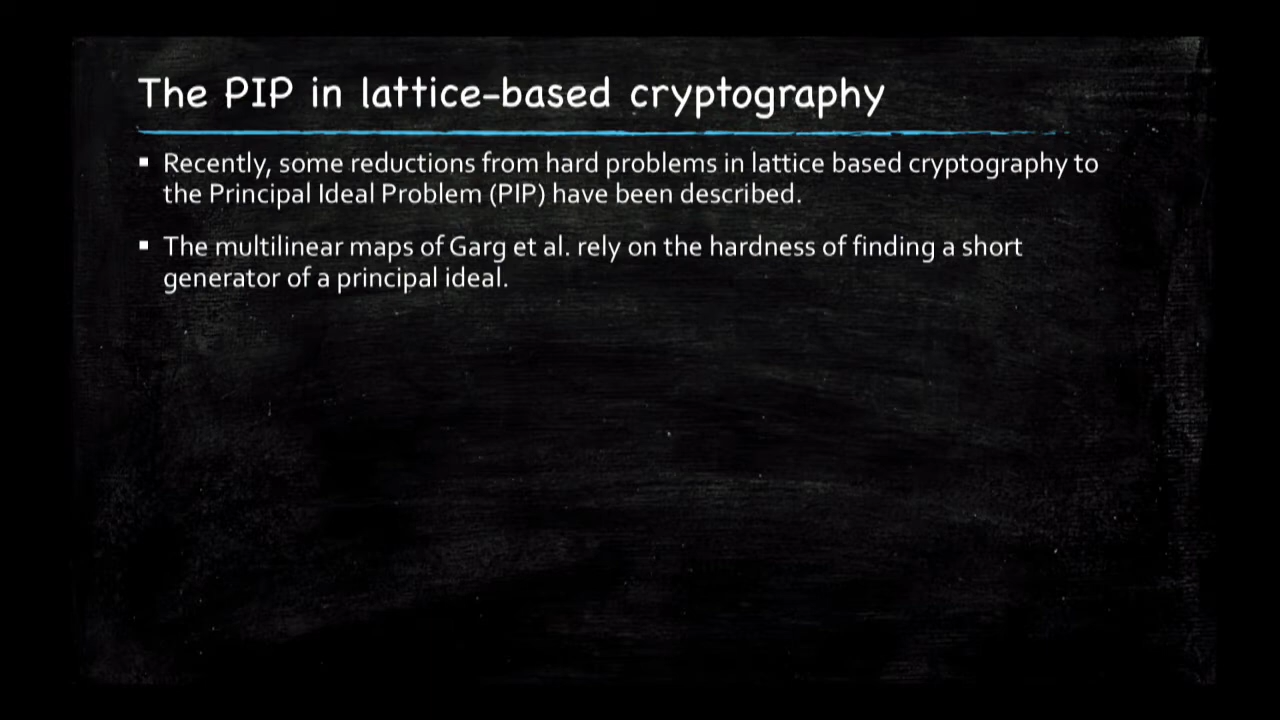 The PIP in lattice-based cryptography
▪ Recently, some reductions from hard problems in lattice based cryptography to
the Principal Ideal Problem (PIP) have been described.
▪ The multilinear maps of Garg et al. rely on the hardness of finding a short
generator of a principal ideal.